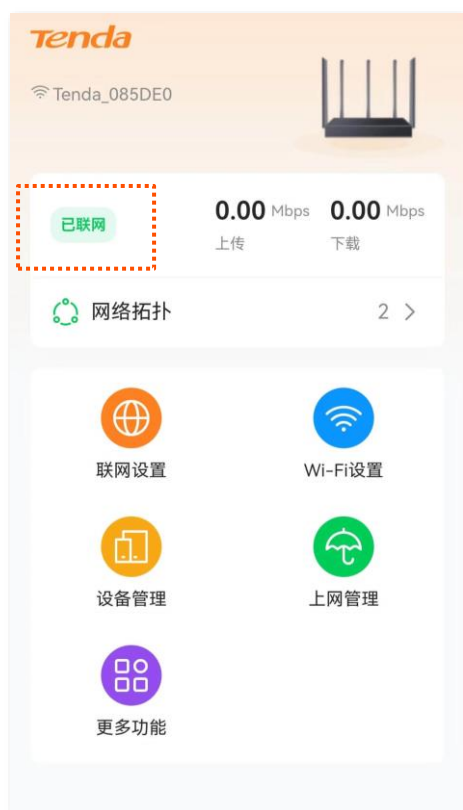 Tenda
Tenda_085DE0
已联网
0.00 Mbps 0.00 Mbps
上传 下载
网络拓扑 2
联网设置 Wi-Fi设置
设备管理 上网管理
更多功能